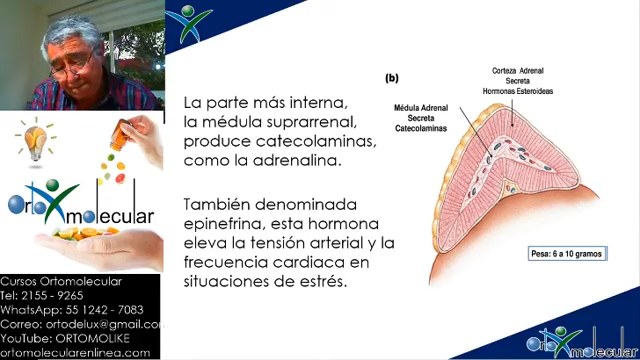 La parte más interna,
la médula suprarrenal,
produce catecolaminas,
como la adrenalina.
También denominada
epinefrina, esta hormona
eleva la tensión arterial y la
frecuencia cardiaca en
situaciones de estrés.
(b)
Corteza Adrenal
Secreta
Hormonas Esteroideas
Médula Adrenal
Secreta
Catecolaminas
Pesa: 6 a 10 gramos
Ortomolecular
Cursos Ortomolecular
Tel: 2155 - 9265
WhatsApp: 55 1242 - 7083
Correo: ortodelux@gmail.com
YouTube: ORTOMOLIKE
ortomolecularenlinea.com
Ortomolecular